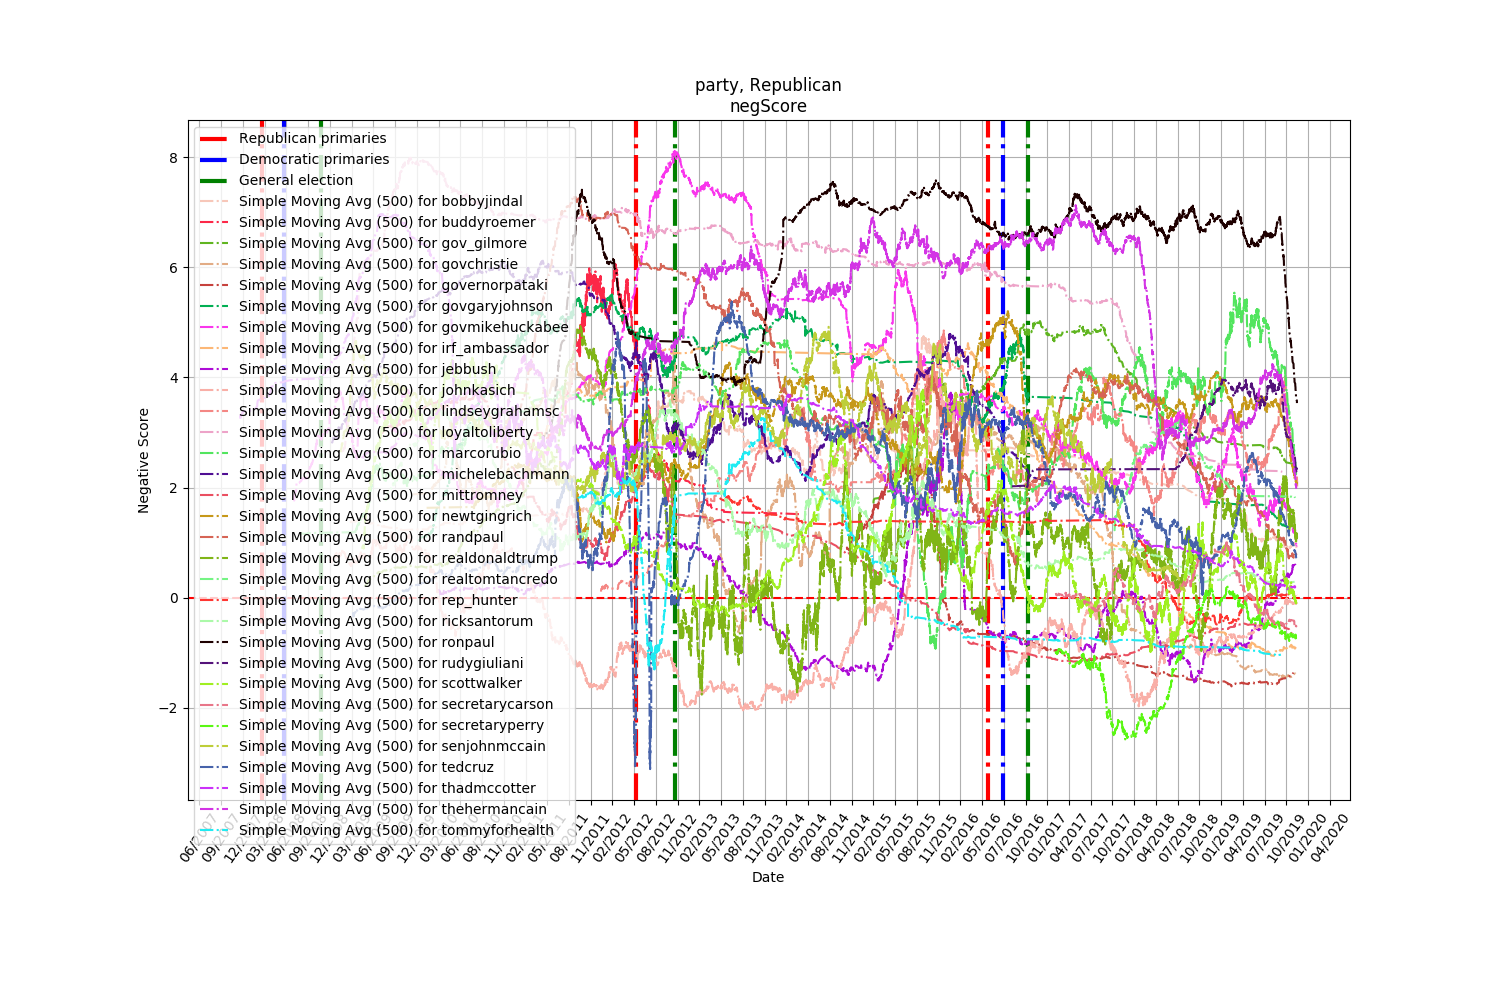 party, Republican
negScore
Negative Score
8
6
4
2
0
−2
Republican primaries
Democratic primaries
General election
Simple Moving Avg (500) for bobbyjindal
Simple Moving Avg (500) for buddyroemer
Simple Moving Avg (500) for gov_gilmore
Simple Moving Avg (500) for govchristie
Simple Moving Avg (500) for governorpataki
Simple Moving Avg (500) for govgaryjohnson
Simple Moving Avg (500) for govmikehuckabee
Simple Moving Avg (500) for irf_ambassador
Simple Moving Avg (500) for jebbush
Simple Moving Avg (500) for johnkasich
Simple Moving Avg (500) for lindseygrahamsc
Simple Moving Avg (500) for loyaltoliberty
Simple Moving Avg (500) for marcorubio
Simple Moving Avg (500) for michelebachmann
Simple Moving Avg (500) for mittromney
Simple Moving Avg (500) for newtgingrich
Simple Moving Avg (500) for randpaul
Simple Moving Avg (500) for realdonaldtrump
Simple Moving Avg (500) for realtomtancredo
Simple Moving Avg (500) for rep_hunter
Simple Moving Avg (500) for ricksantorum
Simple Moving Avg (500) for ronpaul
Simple Moving Avg (500) for rudygiuliani
Simple Moving Avg (500) for scottwalker
Simple Moving Avg (500) for secretarycarson
Simple Moving Avg (500) for secretaryperry
Simple Moving Avg (500) for senjohnmccain
Simple Moving Avg (500) for tedcruz
Simple Moving Avg (500) for thadmccotter
Simple Moving Avg (500) for thehermancain
Simple Moving Avg (500) for tommyforhealth
11/2011
02/2012
05/2012
08/2012
11/2012
02/2013
05/2013
08/2013
11/2013
02/2014
05/2014
08/2014
11/2014
02/2015
05/2015
08/2015
11/2015
02/2016
05/2016
07/2016
10/2016
01/2017
04/2017
07/2017
10/2017
01/2018
04/2018
07/2018
10/2018
01/2019
04/2019
07/2019
10/2019
01/2020
04/2020
Date